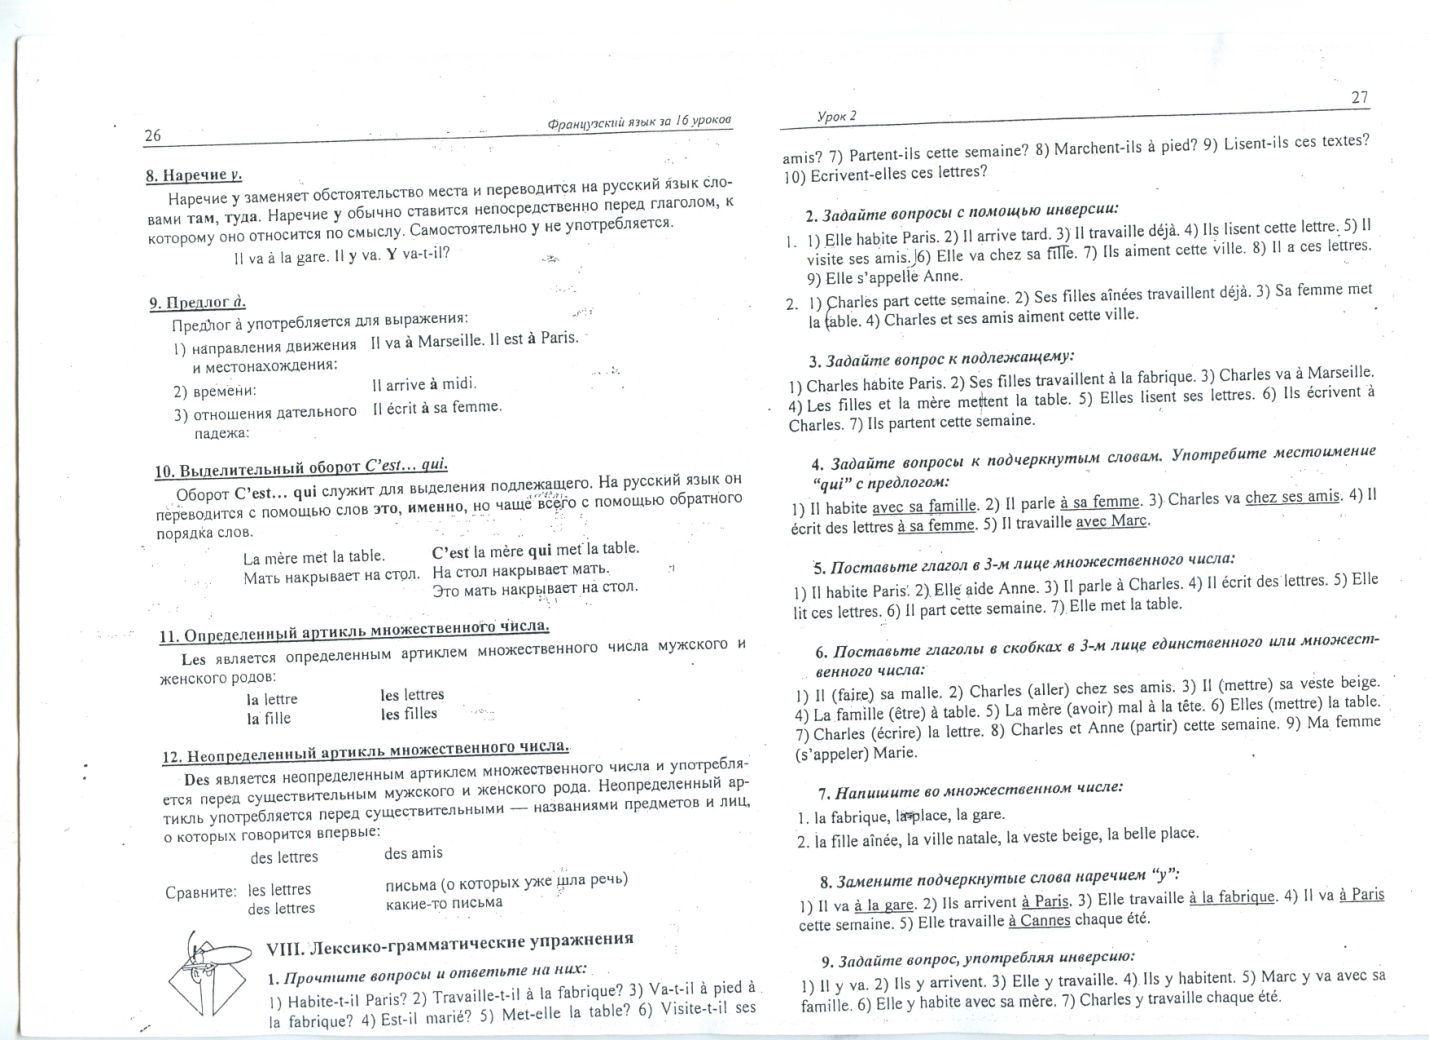 26
Французский язык за 16 уроков
8. Наречие y.
Наречие y заменяет обстоятельство места и переводится на русский язык сло-
вами там, туда. Наречие y обычно ставится непосредственно перед глаголом, к
которому оно относится по смыслу. Самостоятельно y не употребляется.
Il va à la gare. Il y va. Y va-t-il?
9. Предлог à.
Предлог à употребляется для выражения:
1) направления движения Il va à Marseille. Il est à Paris.
и местонахождения:
2) времени: Il arrive à midi.
3) отношения дательного Il écrit à sa femme.
падежа:
10. Выделительный оборот C'est... qui.
Оборот C'est... qui служит для выделения подлежащего. На русский язык он
переводится с помощью слов это, именно, но чаще всего с помощью обратного
порядка слов.
La mère met la table. C'est la mère qui met la table.
Мать накрывает на стол. На стол накрывает мать.
Это мать накрывает на стол.
11. Определенный артикль множественного числа.
Les является определенным артиклем множественного числа мужского и
женского родов:
la lettre les lettres
la fille les filles
12. Неопределенный артикль множественного числа.
Des является неопределенным артиклем множественного числа и употребля-
ется перед существительным мужского и женского рода. Неопределенный ар-
тикль употребляется перед существительными — названиями предметов и лиц,
о которых говорится впервые:
des lettres des amis
Сравните: les lettres письма (о которых уже шла речь)
des lettres какие-то письма
VIII. Лексико-грамматические упражнения
1. Прочтите вопросы и ответьте на них:
1) Habite-t-il Paris? 2) Travaille-t-il à la fabrique? 3) Va-t-il à pied à
la fabrique? 4) Est-il marié? 5) Met-elle la table? 6) Visite-t-il ses
Урок 2
27
amis? 7) Partent-ils cette semaine? 8) Marchent-ils à pied? 9) Lisent-ils ces textes?
10) Ecrivent-elles ces lettres?
2. Задайте вопросы с помощью инверсии:
1. 1) Elle habite Paris. 2) Il arrive tard. 3) Il travaille déjà. 4) Ils lisent cette lettre. 5) Il
visite ses amis. 6) Elle va chez sa fille. 7) Ils aiment cette ville. 8) Il a ces lettres.
9) Elle s'appelle Anne.
2. 1) Charles part cette semaine. 2) Ses filles aînées travaillent déjà. 3) Sa femme met
la table. 4) Charles et ses amis aiment cette ville.
3. Задайте вопрос к подлежащему:
1) Charles habite Paris. 2) Ses filles travaillent à la fabrique. 3) Charles va à Marseille.
4) Les filles et la mère mettent la table. 5) Elles lisent ses lettres. 6) Ils écrivent à
Charles. 7) Ils partent cette semaine.
4. Задайте вопросы к подчеркнутым словам. Употребите местоимение
"qui" с предлогом:
1) Il habite avec sa famille. 2) Il parle à sa femme. 3) Charles va chez ses amis. 4) Il
écrit des lettres à sa femme. 5) Il travaille avec Marc.
5. Поставьте глагол в 3-м лице множественного числа:
1) Il habite Paris. 2) Elle aide Anne. 3) Il parle à Charles. 4) Il écrit des lettres. 5) Elle
lit ces lettres. 6) Il part cette semaine. 7) Elle met la table.
6. Поставьте глаголы в скобках в 3-м лице единственного или множест-
венного числа:
1) Il (faire) sa malle. 2) Charles (aller) chez ses amis. 3) Il (mettre) sa veste beige.
4) La famille (être) à table. 5) La mère (avoir) mal à la tête. 6) Elles (mettre) la table.
7) Charles (écrire) la lettre. 8) Charles et Anne (partir) cette semaine. 9) Ma femme
(s'appeler) Marie.
7. Напишите во множественном числе:
1. la fabrique, la place, la gare.
2. la fille aînée, la ville natale, la veste beige, la belle place.
8. Замените подчеркнутые слова наречием "y":
1) Il va à la gare. 2) Ils arrivent à Paris. 3) Elle travaille à la fabrique. 4) Il va à Paris
cette semaine. 5) Elle travaille à Cannes chaque été.
9. Задайте вопрос, употребляя инверсию:
1) Il y va. 2) Ils y arrivent. 3) Elle y travaille. 4) Ils y habitent. 5) Marc y va avec sa
famille. 6) Elle y habite avec sa mère. 7) Charles y travaille chaque été.